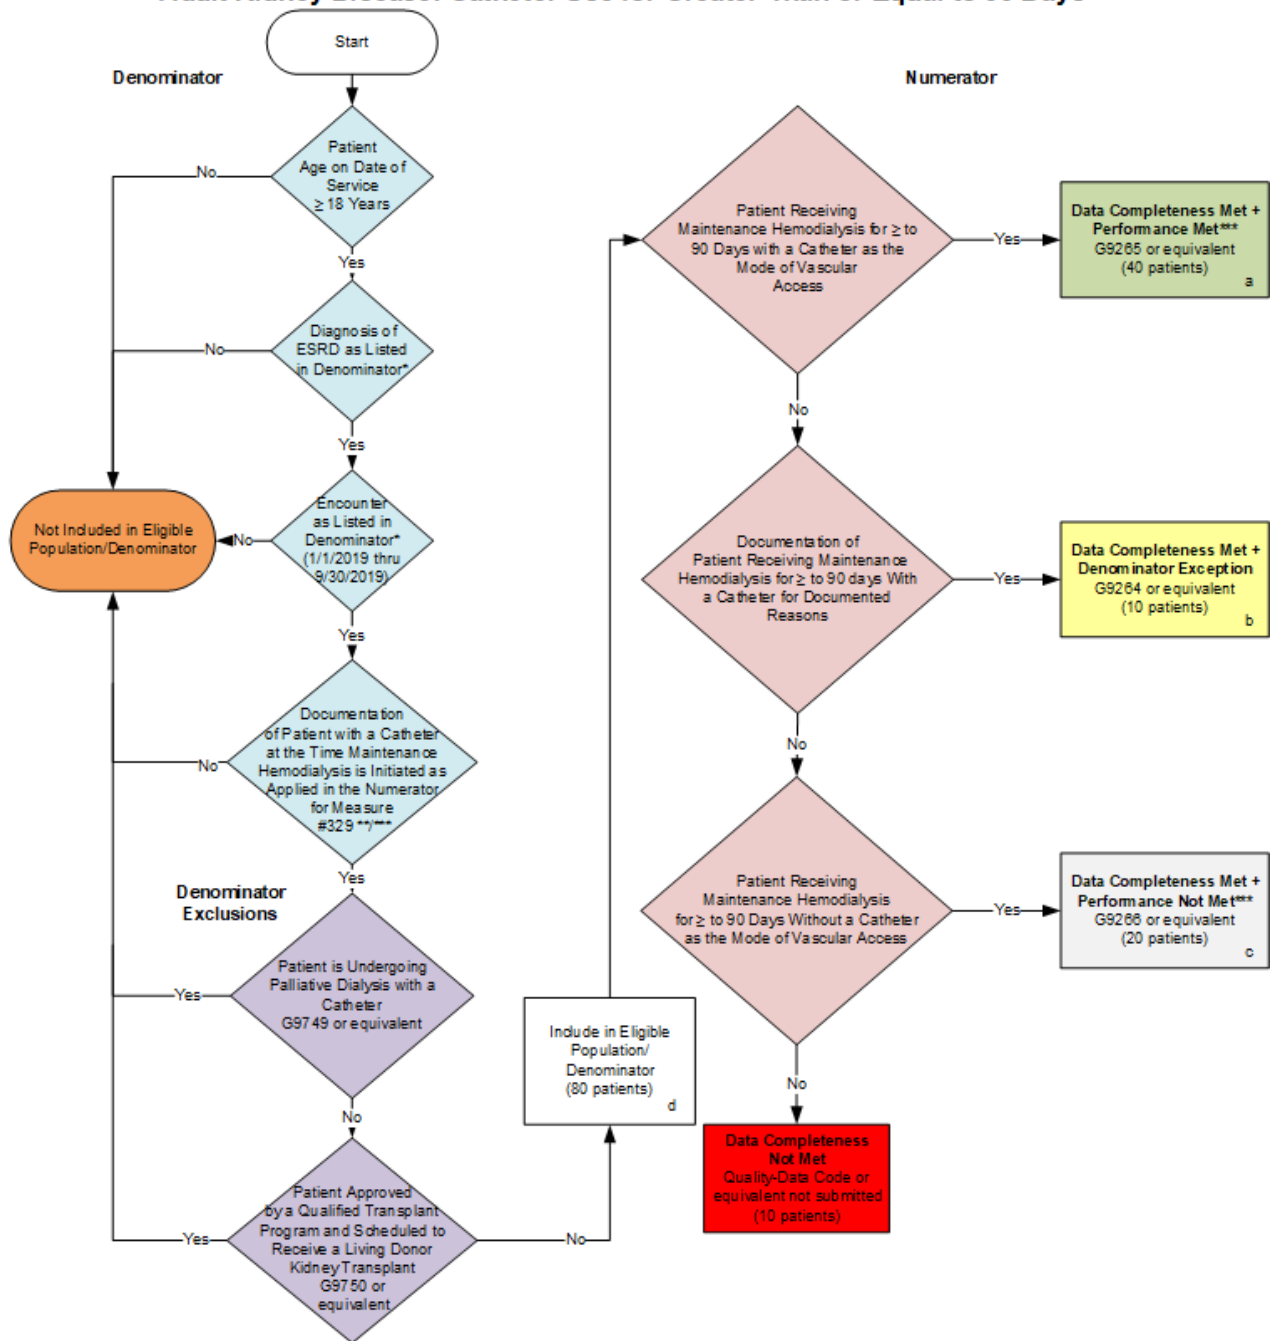 Start
Denominator
Numerator
Patient
Age on Date of
Service
≥ 18 Years
No
Yes
Diagnosis of
ESRD as Listed
in Denominator*
No
Yes
Encounter
as Listed in
Denominator*
(1/1/2019 thru
9/30/2019)
No
Not Included in Eligible
Population/Denominator
Yes
Documentation
of Patient with a Catheter
at the Time Maintenance
Hemodialysis is Initiated as
Applied in the Numerator
for Measure
#329 **/***
No
Yes
Denominator
Exclusions
Patient is Undergoing
Palliative Dialysis with a
Catheter
G9749 or equivalent
Yes
No
Patient Approved
by a Qualified Transplant
Program and Scheduled to
Receive a Living Donor
Kidney Transplant
G9750 or
equivalent
Yes
No
Include in Eligible
Population/
Denominator
(80 patients)
d
Patient Receiving
Maintenance Hemodialysis for ≥ to
90 Days with a Catheter as the
Mode of Vascular
Access
Yes
Data Completeness Met +
Performance Met***
G9265 or equivalent
(40 patients)
a
No
Documentation of
Patient Receiving Maintenance
Hemodialysis for ≥ to 90 days With
a Catheter for Documented
Reasons
Yes
Data Completeness Met +
Denominator Exception
G9264 or equivalent
(10 patients)
b
No
Patient Receiving
Maintenance Hemodialysis
for ≥ to 90 Days Without a Catheter
as the Mode of Vascular Access
Yes
Data Completeness Met +
Performance Not Met***
G9266 or equivalent
(20 patients)
c
No
Data Completeness
Not Met
Quality-Data Code or
equivalent not submitted
(10 patients)